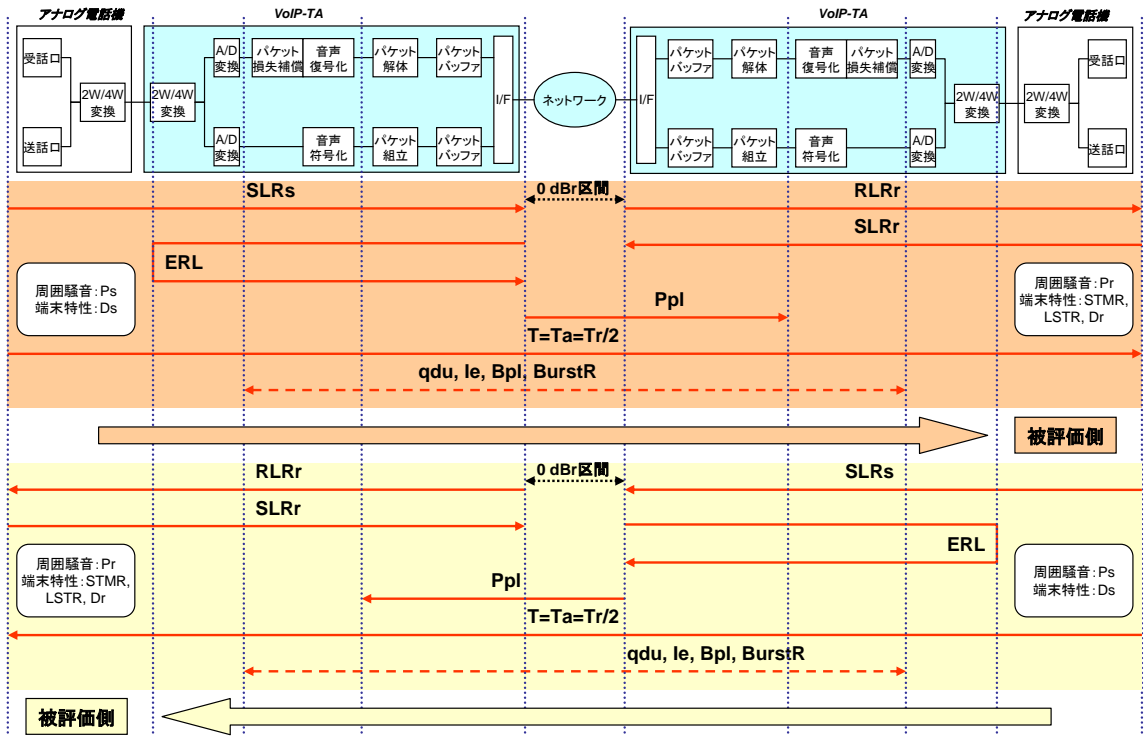 アナログ電話機
VoIP-TA
VoIP-TA
アナログ電話機
受話口
送話口
2W/4W
変換
2W/4W
変換
A/D
変換
パケット
損失補償
音声
復号化
パケット
解体
パケット
バッファ
A/D
変換
音声
符号化
パケット
組立
パケット
バッファ
I/F
ネットワーク
I/F
パケット
バッファ
パケット
解体
音声
復号化
パケット
損失補償
A/D
変換
パケット
バッファ
パケット
組立
音声
符号化
A/D
変換
2W/4W
変換
2W/4W
変換
受話口
送話口
SLRs
0 dBr区間
RLRr
SLRr
ERL
周囲騒音:Ps
端末特性:Ds
Ppl
周囲騒音:Pr
端末特性:STMR,
LSTR, Dr
T=Ta=Tr/2
qdu, Ie, Bpl, BurstR
被評価側
RLRr
0 dBr区間
SLRs
SLRr
ERL
周囲騒音:Pr
端末特性:STMR,
LSTR, Dr
Ppl
周囲騒音:Ps
端末特性:Ds
T=Ta=Tr/2
qdu, Ie, Bpl, BurstR
被評価側